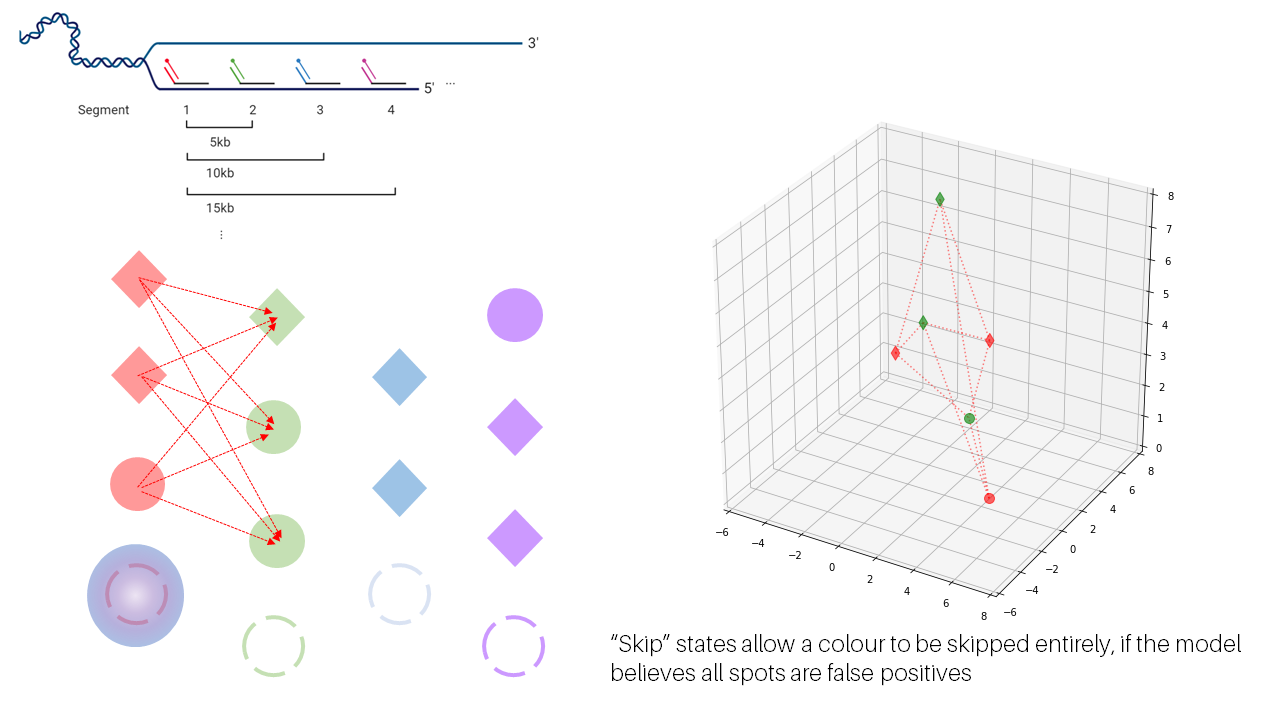 3'
5' ...
Segment 1 2 3 4
5kb
10kb
15kb
⋮
8
7
6
5
4
3
2
1
0
8
6
4
2
0
−2
−4
−6
−6 −4 −2 0 2 4 6 8
“Skip” states allow a colour to be skipped entirely, if the model
believes all spots are false positives